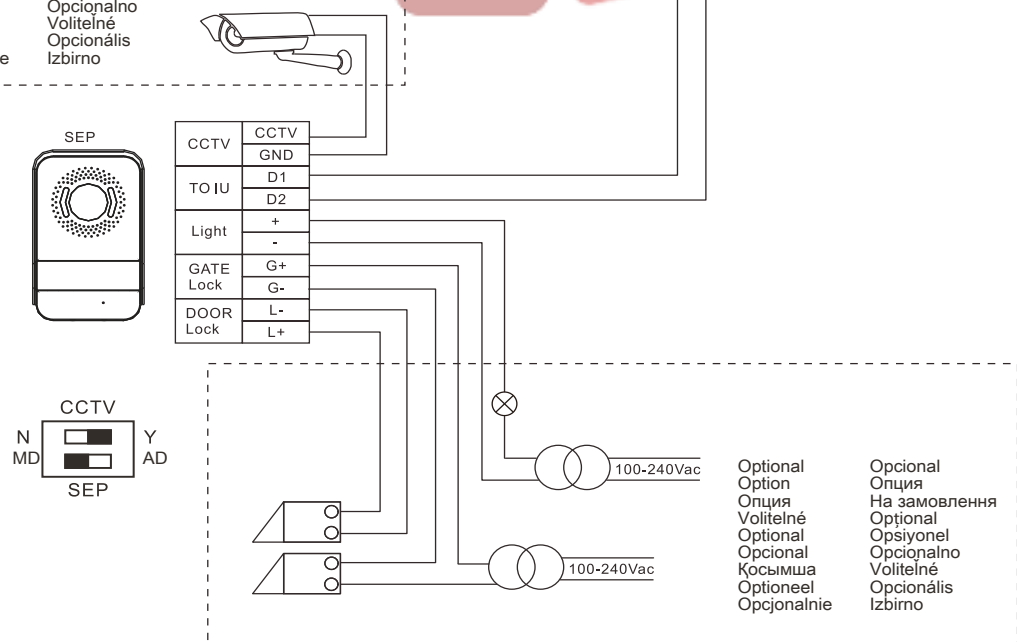 Opcionalno
Volitelné
Opcionális
Izbirno
SEP
CCTV
CCTV
GND
TO IU
D1
D2
Light
+
-
GATE
Lock
G+
G-
DOOR
Lock
L-
L+
CCTV
N
Y
MD
AD
SEP
100-240Vac
100-240Vac
Optional
Option
Опция
Volitelné
Optional
Opcional
Қосымша
Optioneel
Opcjonalnie
Opcional
Опция
На замовлення
Opțional
Opsiyonel
Opcionalno
Volitelné
Opcionális
Izbirno